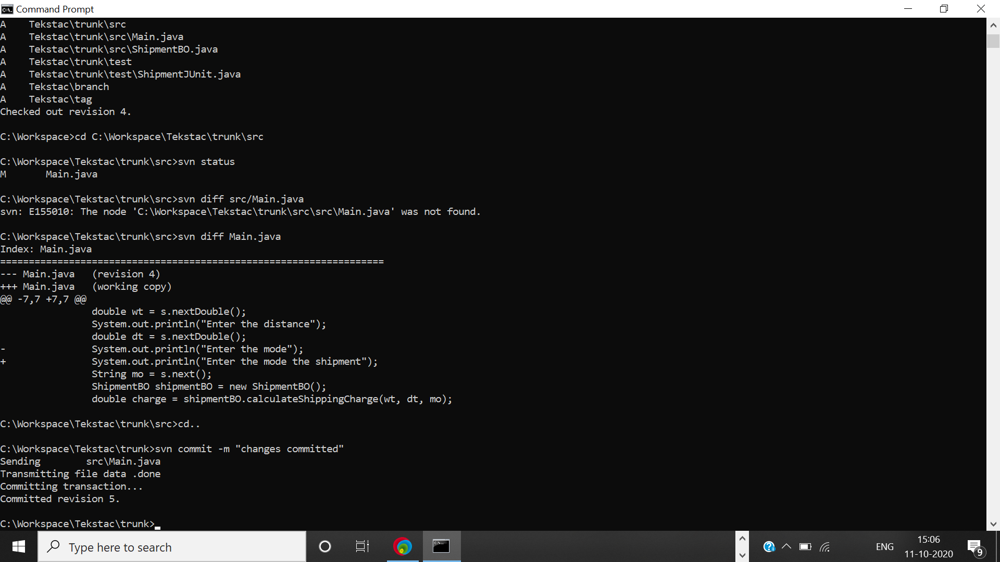 Command Prompt
A    Tekstac\trunk\src
A    Tekstac\trunk\src\Main.java
A    Tekstac\trunk\src\ShipmentBO.java
A    Tekstac\trunk\test
A    Tekstac\trunk\test\ShipmentJUnit.java
A    Tekstac\branch
A    Tekstac\tag
Checked out revision 4.
C:\Workspace>cd C:\Workspace\Tekstac\trunk\src
C:\Workspace\Tekstac\trunk\src>svn status
M       Main.java
C:\Workspace\Tekstac\trunk\src>svn diff src/Main.java
svn: E155010: The node 'C:\Workspace\Tekstac\trunk\src\src\Main.java' was not found.
C:\Workspace\Tekstac\trunk\src>svn diff Main.java
Index: Main.java
===================================================================
--- Main.java   (revision 4)
+++ Main.java   (working copy)
@@ -7,7 +7,7 @@
                double wt = s.nextDouble();
                System.out.println("Enter the distance");
                double dt = s.nextDouble();
-               System.out.println("Enter the mode");
+               System.out.println("Enter the mode the shipment");
                String mo = s.next();
                ShipmentBO shipmentBO = new ShipmentBO();
                double charge = shipmentBO.calculateShippingCharge(wt, dt, mo);
C:\Workspace\Tekstac\trunk\src>cd..
C:\Workspace\Tekstac\trunk>svn commit -m "changes committed"
Sending        src\Main.java
Transmitting file data .done
Committing transaction...
Committed revision 5.
C:\Workspace\Tekstac\trunk>
Type here to search
ENG
15:06
11-10-2020
9